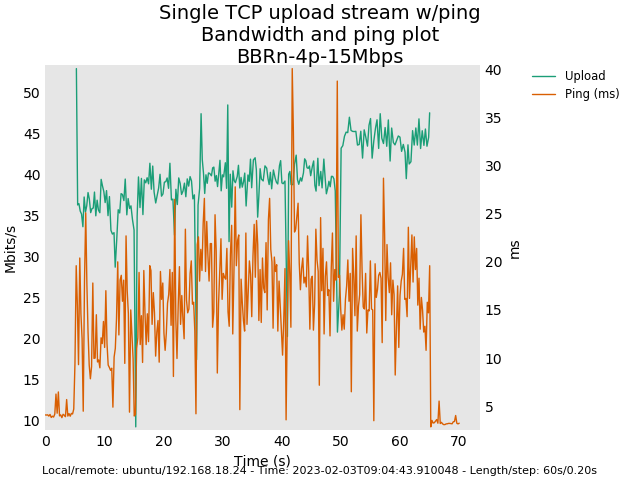 Single TCP upload stream w/ping
Bandwidth and ping plot
BBRn-4p-15Mbps
Upload
Ping (ms)
Mbits/s
50
45
40
35
30
25
20
15
10
ms
40
35
30
25
20
15
10
5
0
10
20
30
40
50
60
70
Time (s)
Local/remote: ubuntu/192.168.18.24 - Time: 2023-02-03T09:04:43.910048 - Length/step: 60s/0.20s